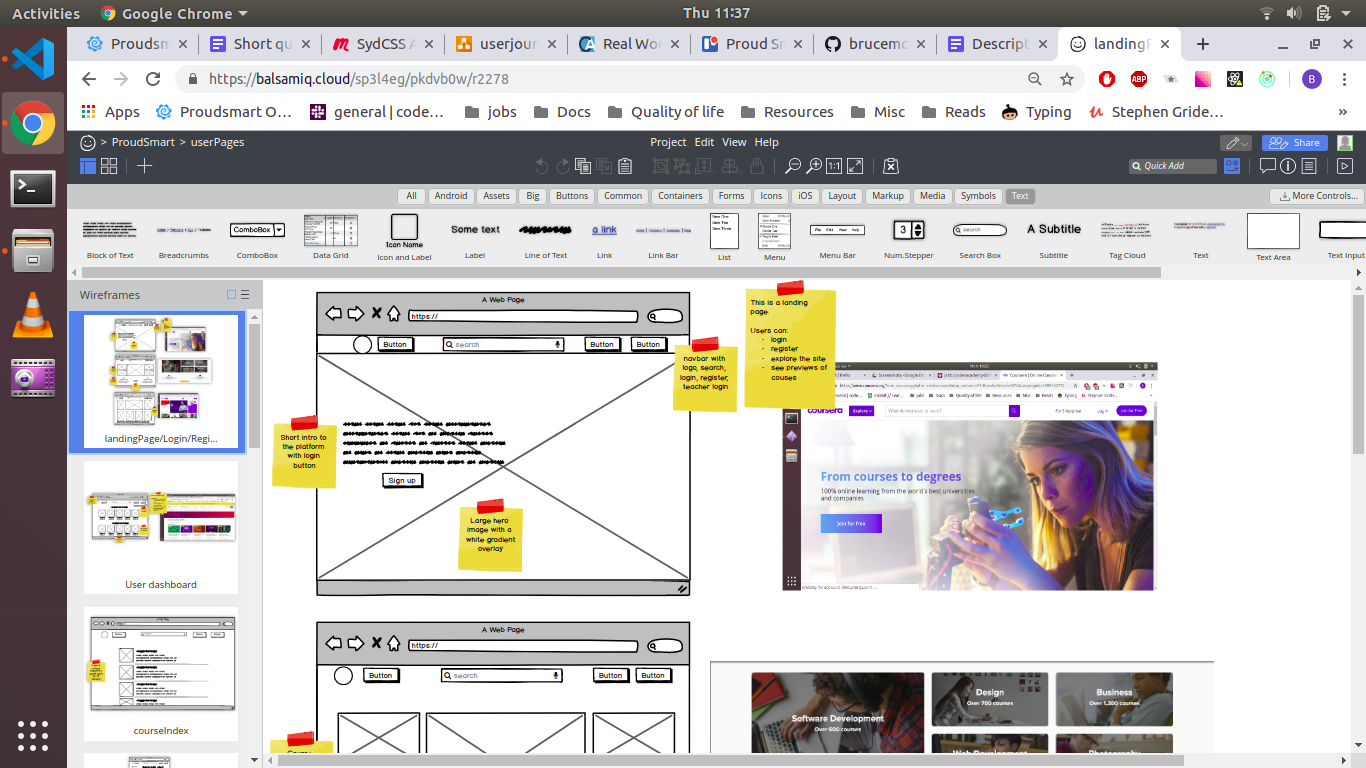 Activities
Google Chrome
Thu 11:37
Proudsm
Short qu
SydCSS A
userjour
Real Wo
Proud Sr
brucemc
Descript
landingP
https://balsamiq.cloud/sp3l4eg/pkdvb0w/r2278
ABP
B
Apps
Proudsmart O...
general | code...
jobs
Docs
Quality of life
Resources
Misc
Reads
Typing
Stephen Gride...
»
> ProudSmart > userPages
Project Edit View Help
Share
1:1
Quick Add
All
Android
Assets
Big
Buttons
Common
Containers
Forms
Icons
iOS
Layout
Markup
Media
Symbols
Text
More Controls...
ComboBox
Icon Name
Some text
a link
3
search
A Subtitle
Block of Text
Breadcrumbs
ComboBox
Data Grid
Icon and Label
Label
Line of Text
Link
Link Bar
List
Menu
Menu Bar
Num.Stepper
Search Box
Subtitle
Tag Cloud
Text
Text Area
Text Input
Wireframes
landingPage/Login/Regi...
User dashboard
courseIndex
A Web Page
https://
Button
search
Button
Button
navbar with
logo, search,
login, register,
teacher login
This is a landing
page.
Users can:
- login
- register
- explore the site
- see previews of
courses
Short intro to
the platform
with login
button
Sign up
Large hero
image with a
white gradient
overlay
coursera
Explore
What do you want to learn?
For Enterprise
Log In
Join for Free
From courses to degrees
100% online learning from the world's best universities
and companies
Join for free
A Web Page
https://
Button
search
Button
Button
Software Development
Over 600 courses
Design
Over 700 courses
Business
Over 1,200 courses
Web Development
Photography